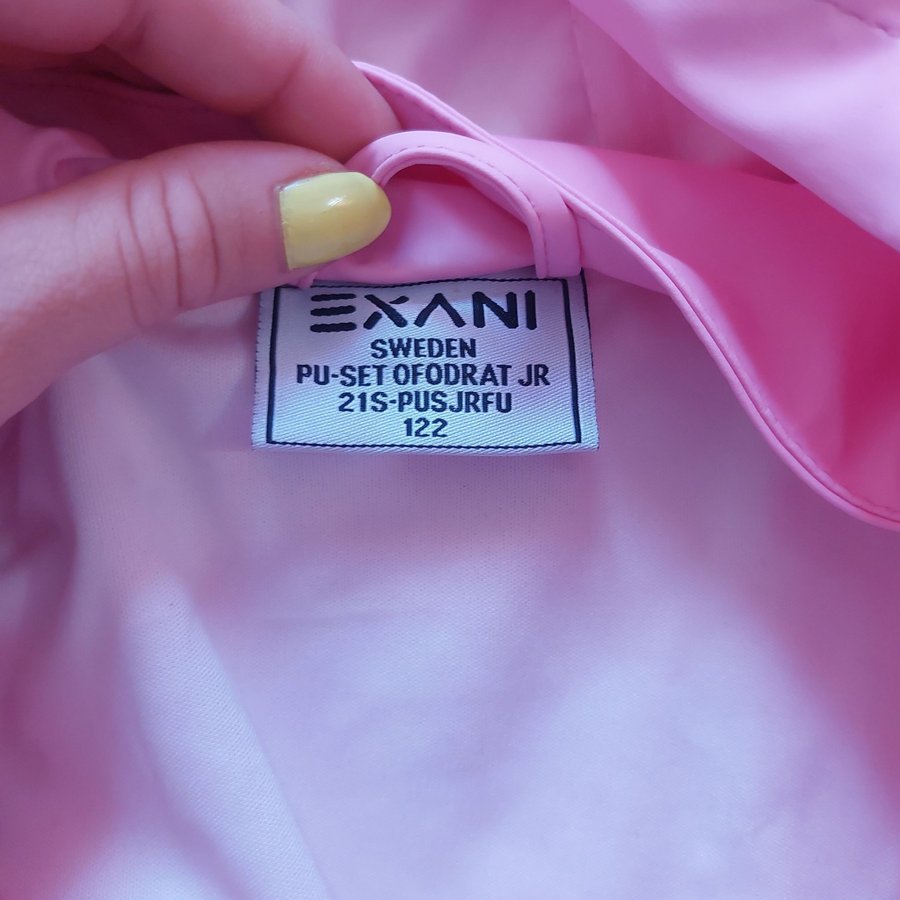 EXANI
SWEDEN
PU-SET OFODRAT JR
21S-PUSJRFU
122